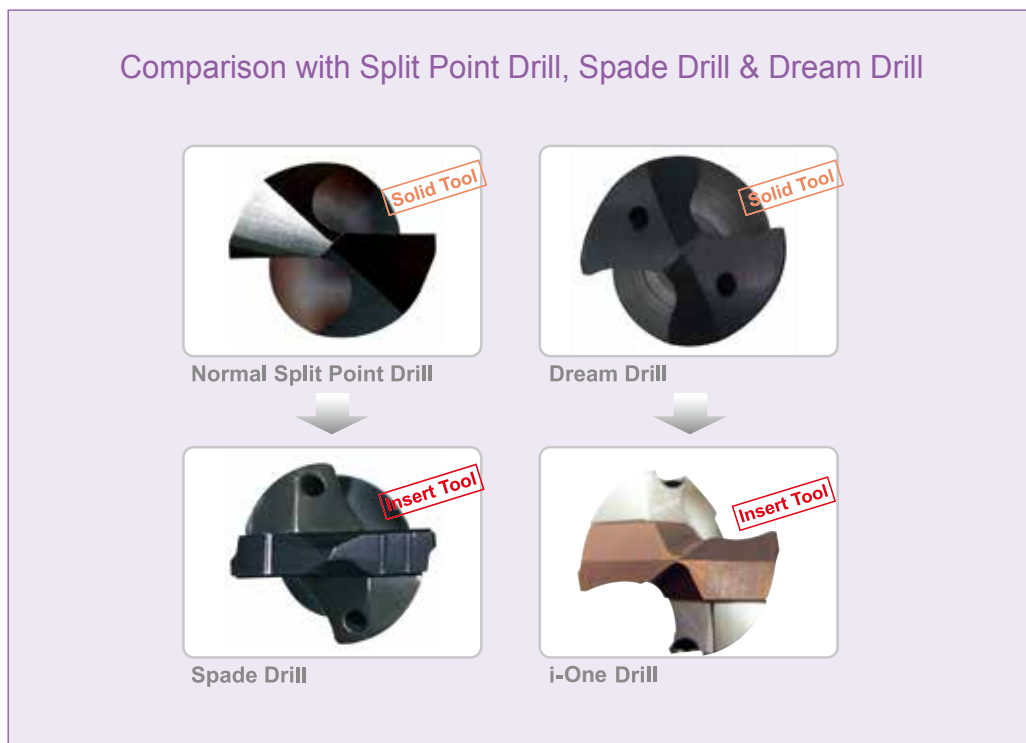 Comparison with Split Point Drill, Spade Drill & Dream Drill
Solid Tool
Solid Tool
Normal Split Point Drill
Dream Drill
Insert Tool
Insert Tool
Spade Drill
i-One Drill